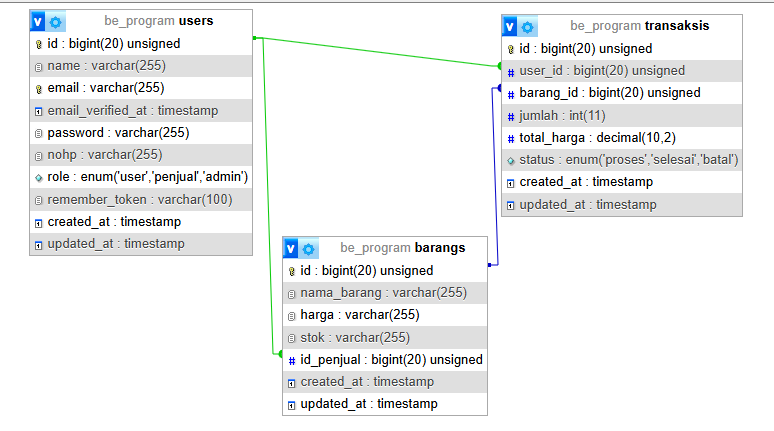 v be_program users
id : bigint(20) unsigned
name : varchar(255)
email : varchar(255)
email_verified_at : timestamp
password : varchar(255)
nohp : varchar(255)
role : enum('user','penjual','admin')
remember_token : varchar(100)
created_at : timestamp
updated_at : timestamp
v be_program transaksis
id : bigint(20) unsigned
# user_id : bigint(20) unsigned
# barang_id : bigint(20) unsigned
# jumlah : int(11)
# total_harga : decimal(10,2)
status : enum('proses','selesai','batal')
created_at : timestamp
updated_at : timestamp
v be_program barangs
id : bigint(20) unsigned
nama_barang : varchar(255)
harga : varchar(255)
stok : varchar(255)
# id_penjual : bigint(20) unsigned
created_at : timestamp
updated_at : timestamp